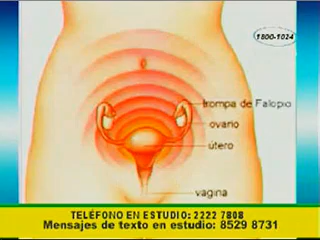 1800-1024
trompa de Falopio
ovario
útero
vagina
TELÉFONO EN ESTUDIO: 2222 7808
Mensajes de texto en estudio: 8529 8731